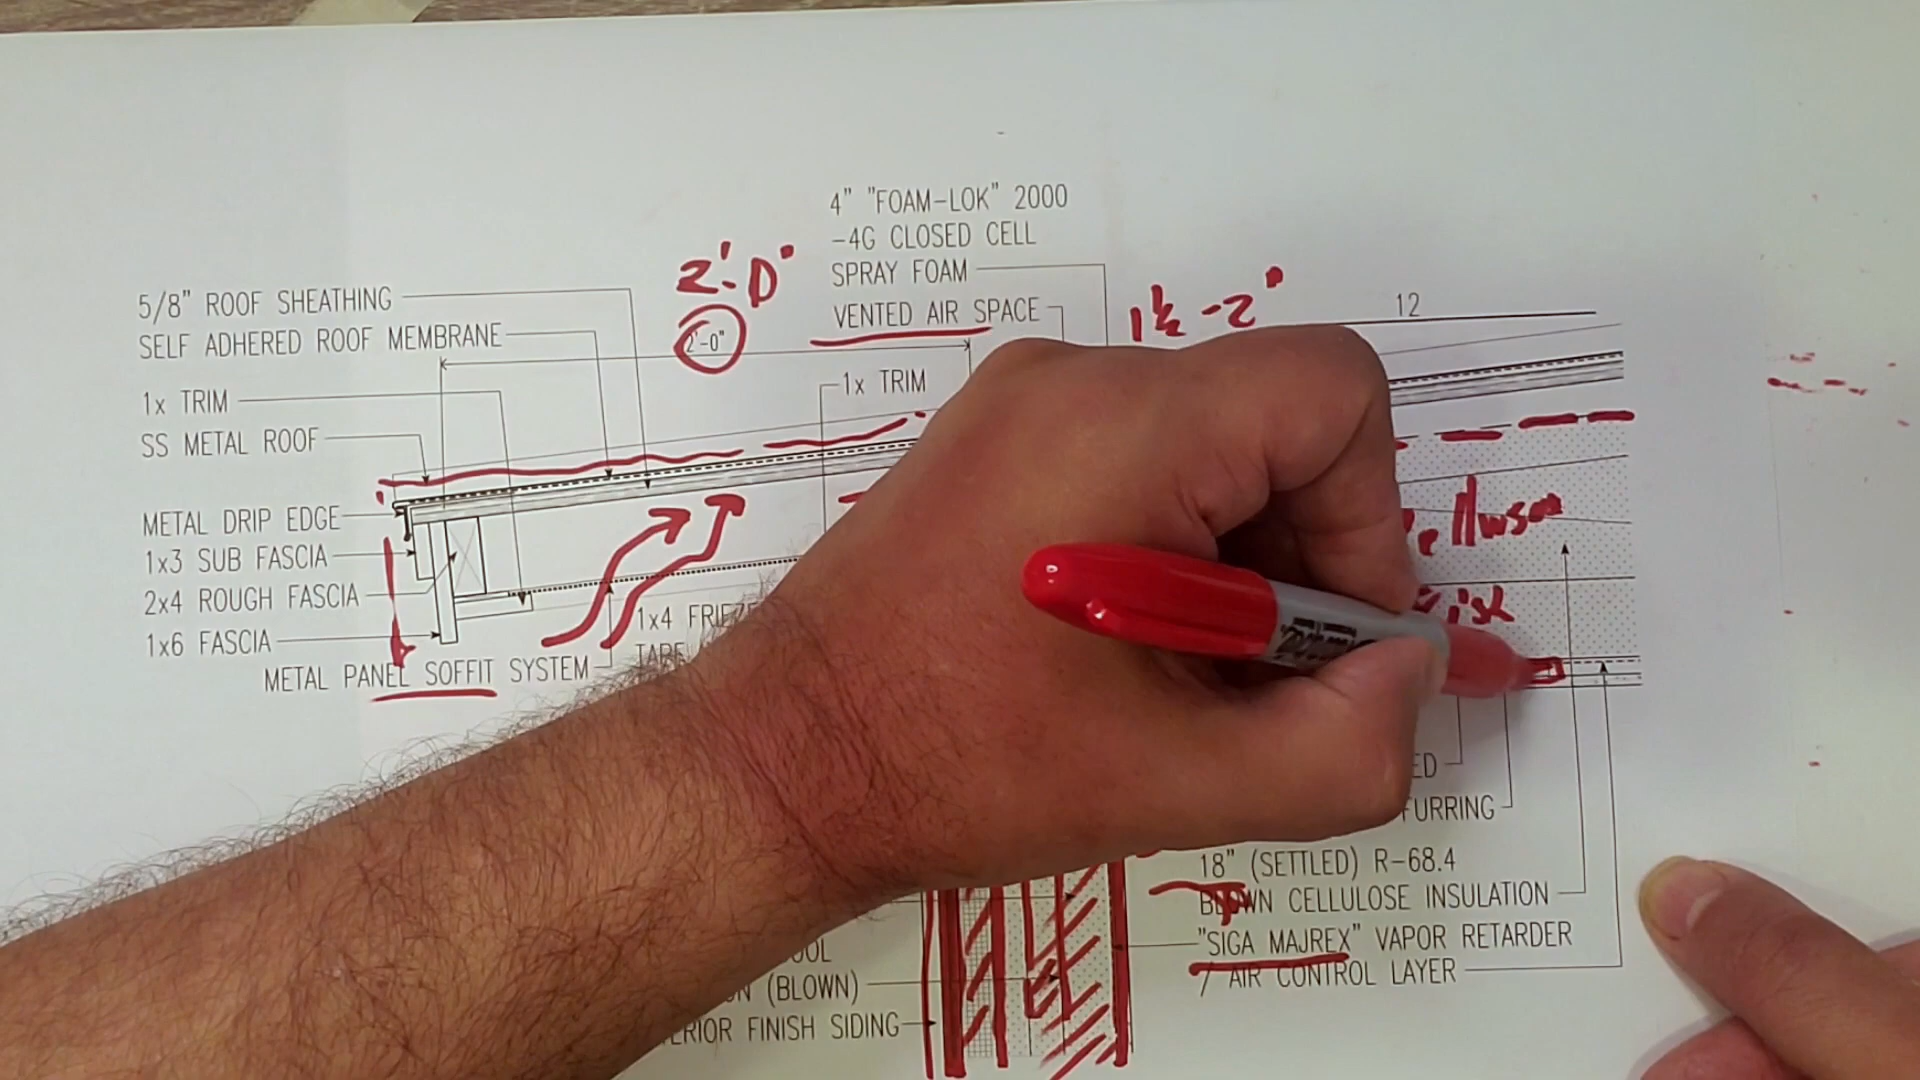 4" "FOAM-LOK" 2000
-4G CLOSED CELL
SPRAY FOAM
VENTED AIR SPACE
2'-0"
2'-0"
1½-2"
12
5/8" ROOF SHEATHING
SELF ADHERED ROOF MEMBRANE
1x TRIM
SS METAL ROOF
1x TRIM
METAL DRIP EDGE
1x3 SUB FASCIA
2x4 ROUGH FASCIA
1x6 FASCIA
METAL PANEL SOFFIT SYSTEM
1x4 FRIEZE
FURRING
18" (SETTLED) R-68.4
BLOWN CELLULOSE INSULATION
"SIGA MAJREX" VAPOR RETARDER
/ AIR CONTROL LAYER
(BLOWN)
FINISH SIDING